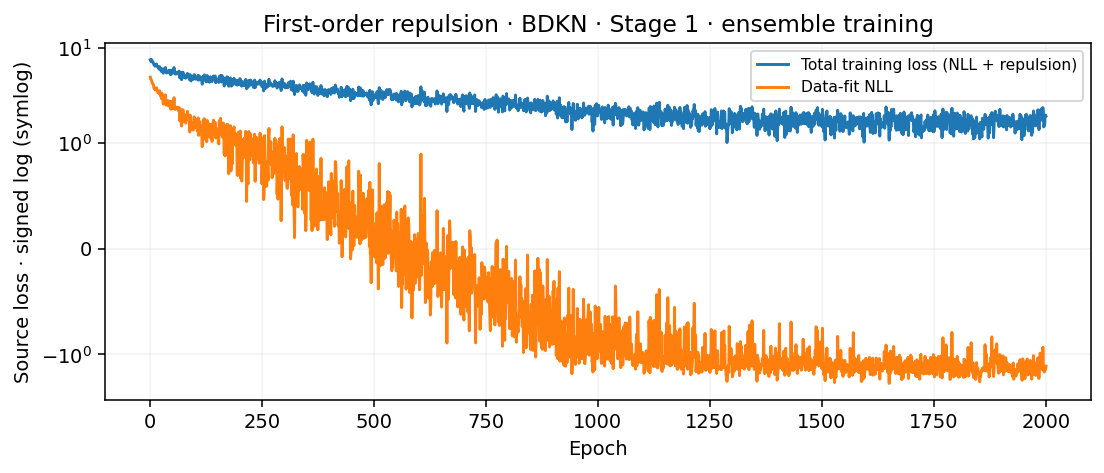 First-order repulsion · BDKN · Stage 1 · ensemble training
Source loss · signed log (symlog)
10¹
10⁰
0
−10⁰
Total training loss (NLL + repulsion)
Data-fit NLL
0 250 500 750 1000 1250 1500 1750 2000
Epoch